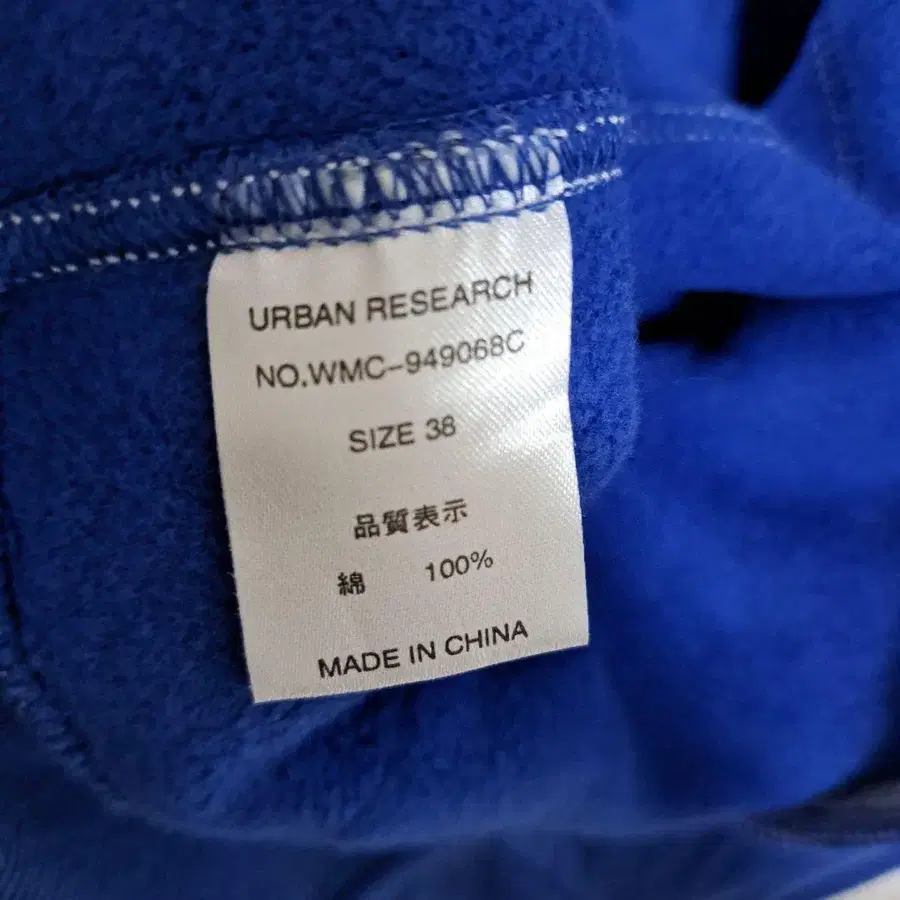 URBAN RESEARCH
NO.WMC-949068C
SIZE 38
品質表示
綿 100%
MADE IN CHINA